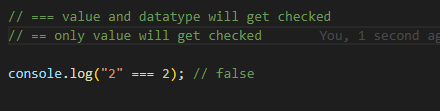 // === value and datatype will get checked
// == only value will get checked You, 1 second ag
console.log("2" === 2); // false